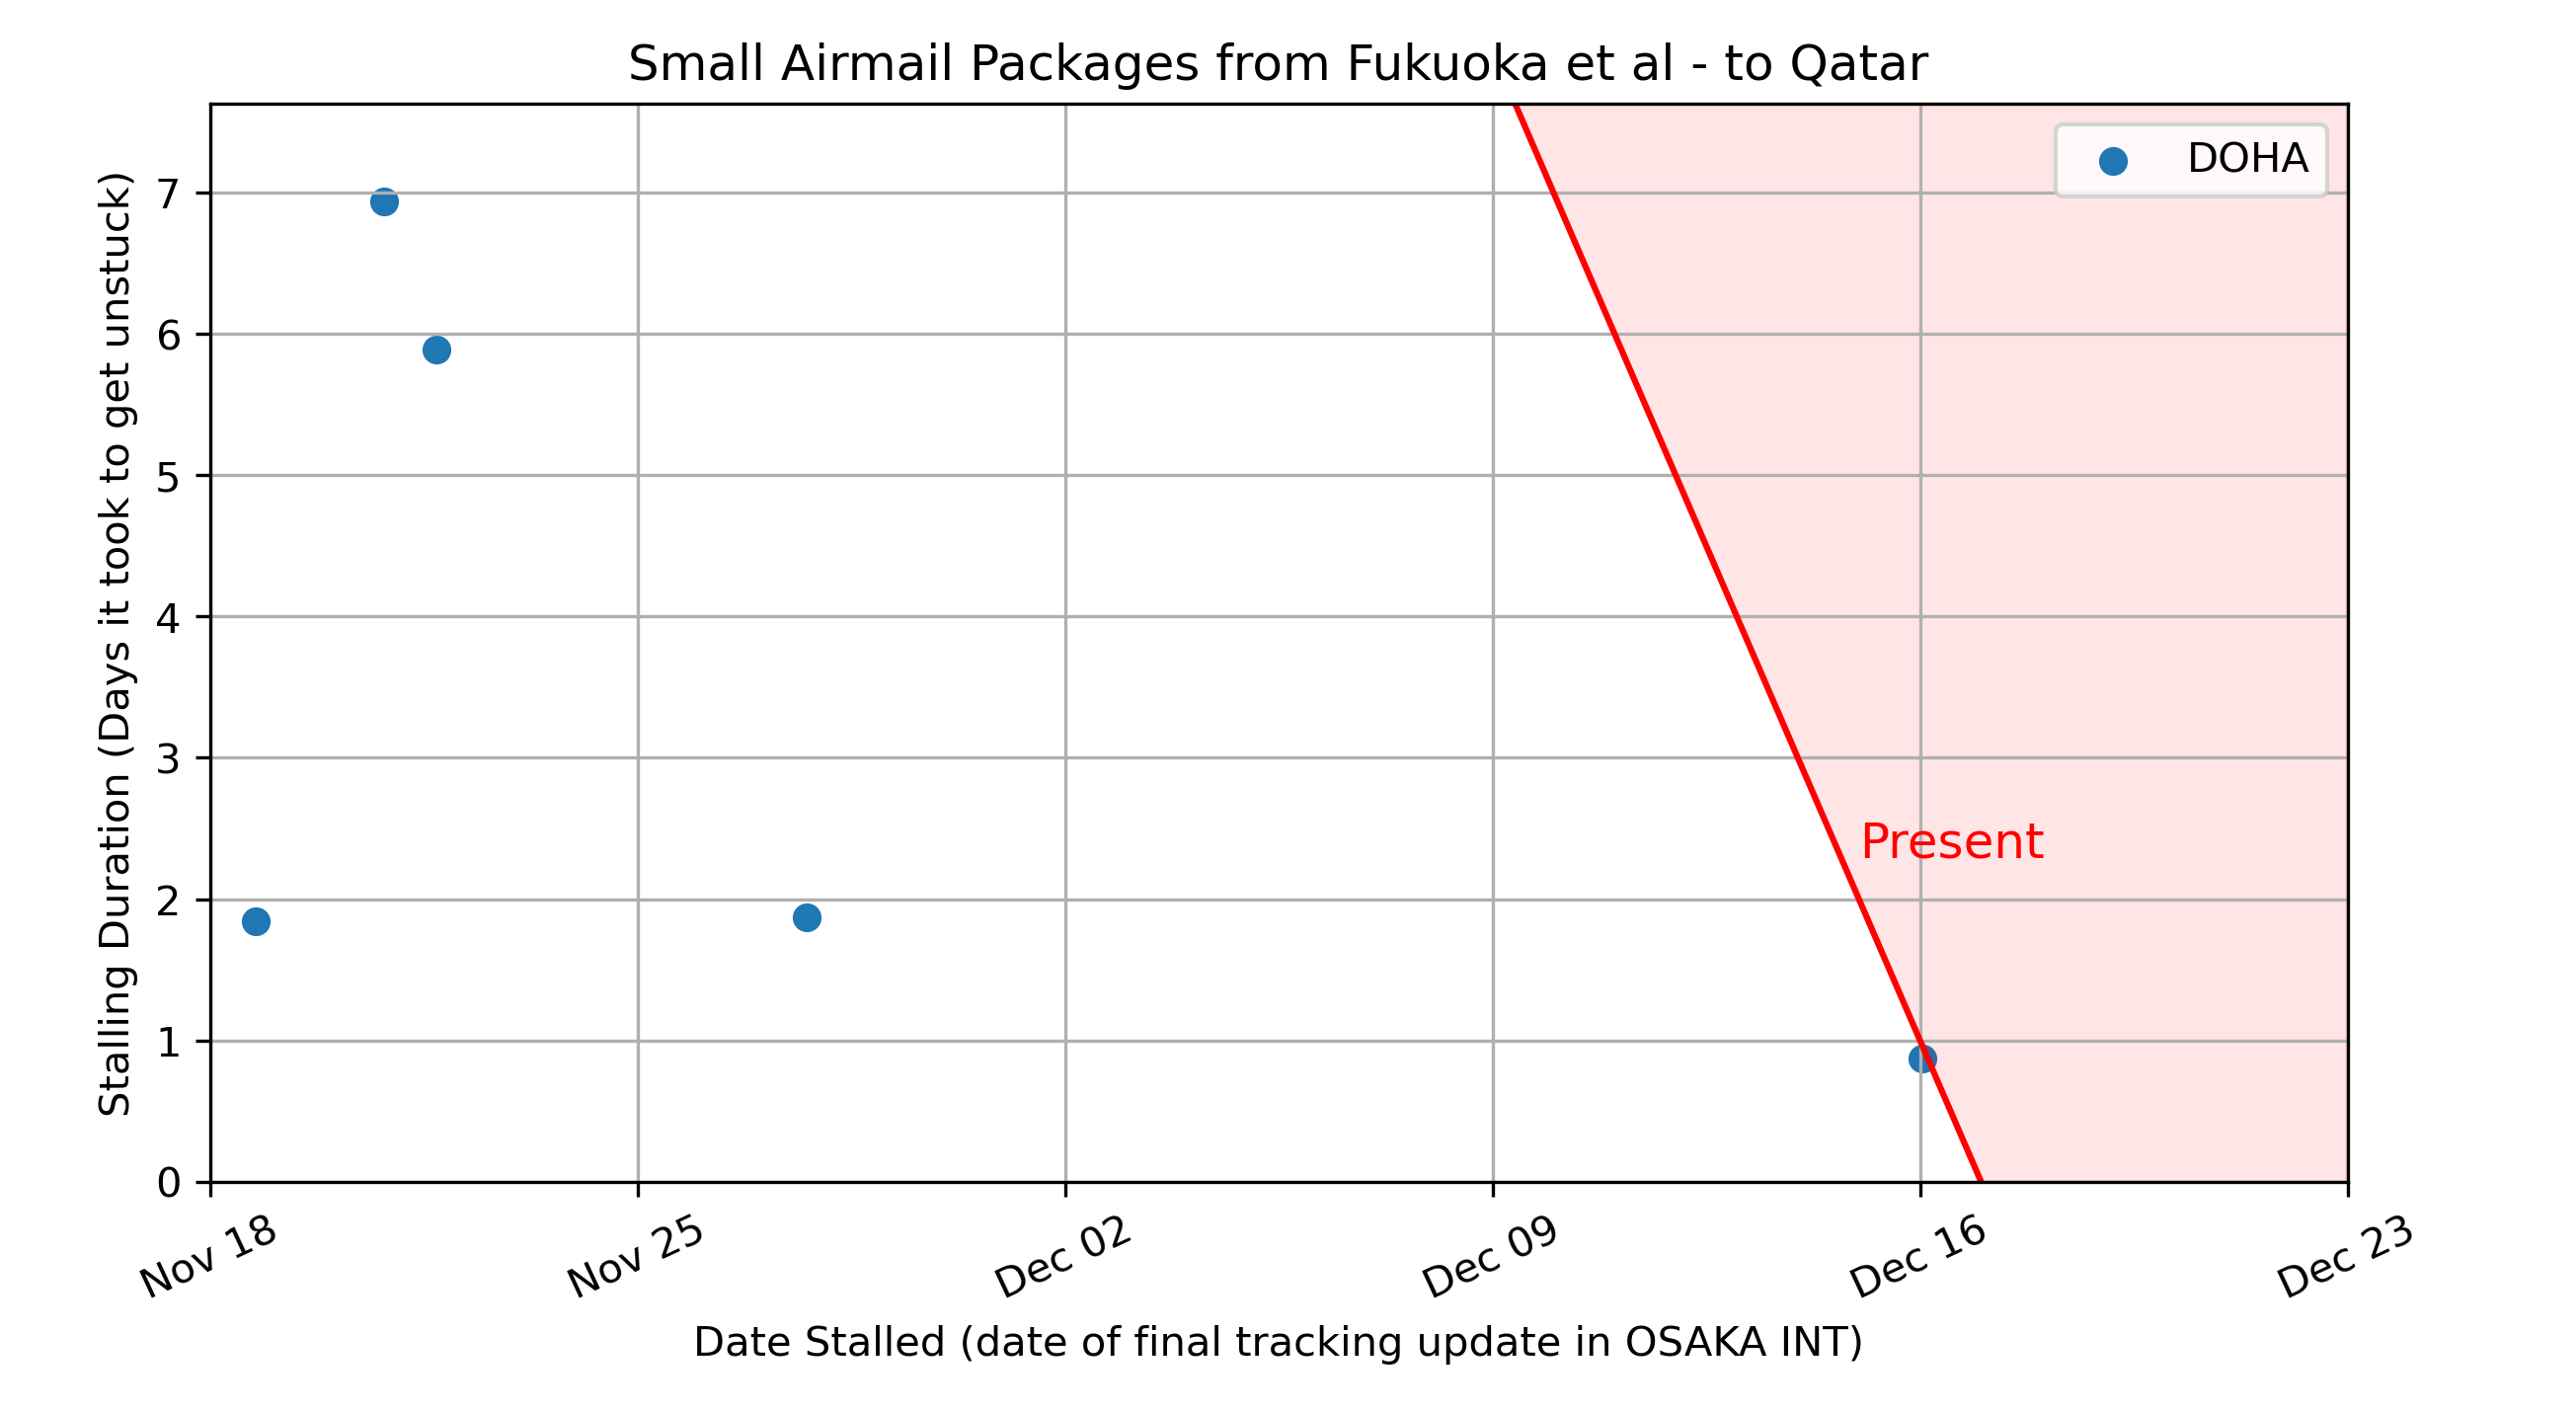 Small Airmail Packages from Fukuoka et al - to Qatar
DOHA
Stalling Duration (Days it took to get unstuck)
7
6
5
4
3
2
1
0
Present
Nov 18
Nov 25
Dec 02
Dec 09
Dec 16
Dec 23
Date Stalled (date of final tracking update in OSAKA INT)